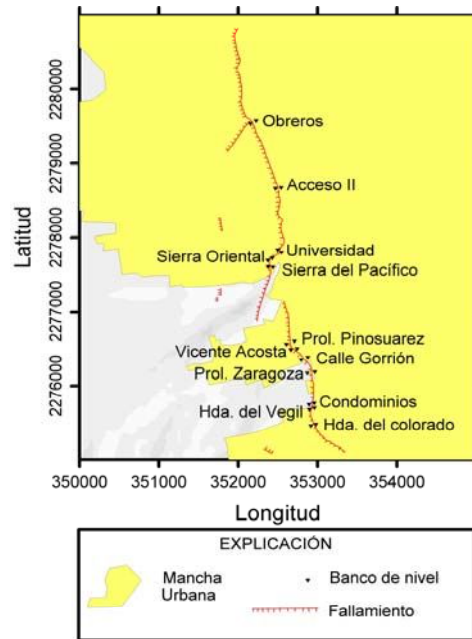 2280000
2279000
2278000
2277000
2276000
Latitud
Obreros
Acceso II
Universidad
Sierra Oriental
Sierra del Pacífico
Prol. Pinosuarez
Vicente Acosta
Calle Gorrión
Prol. Zaragoza
Condominios
Hda. del Vegil
Hda. del colorado
350000 351000 352000 353000 354000
Longitud
EXPLICACIÓN
Mancha
Urbana
Banco de nivel
Fallamiento